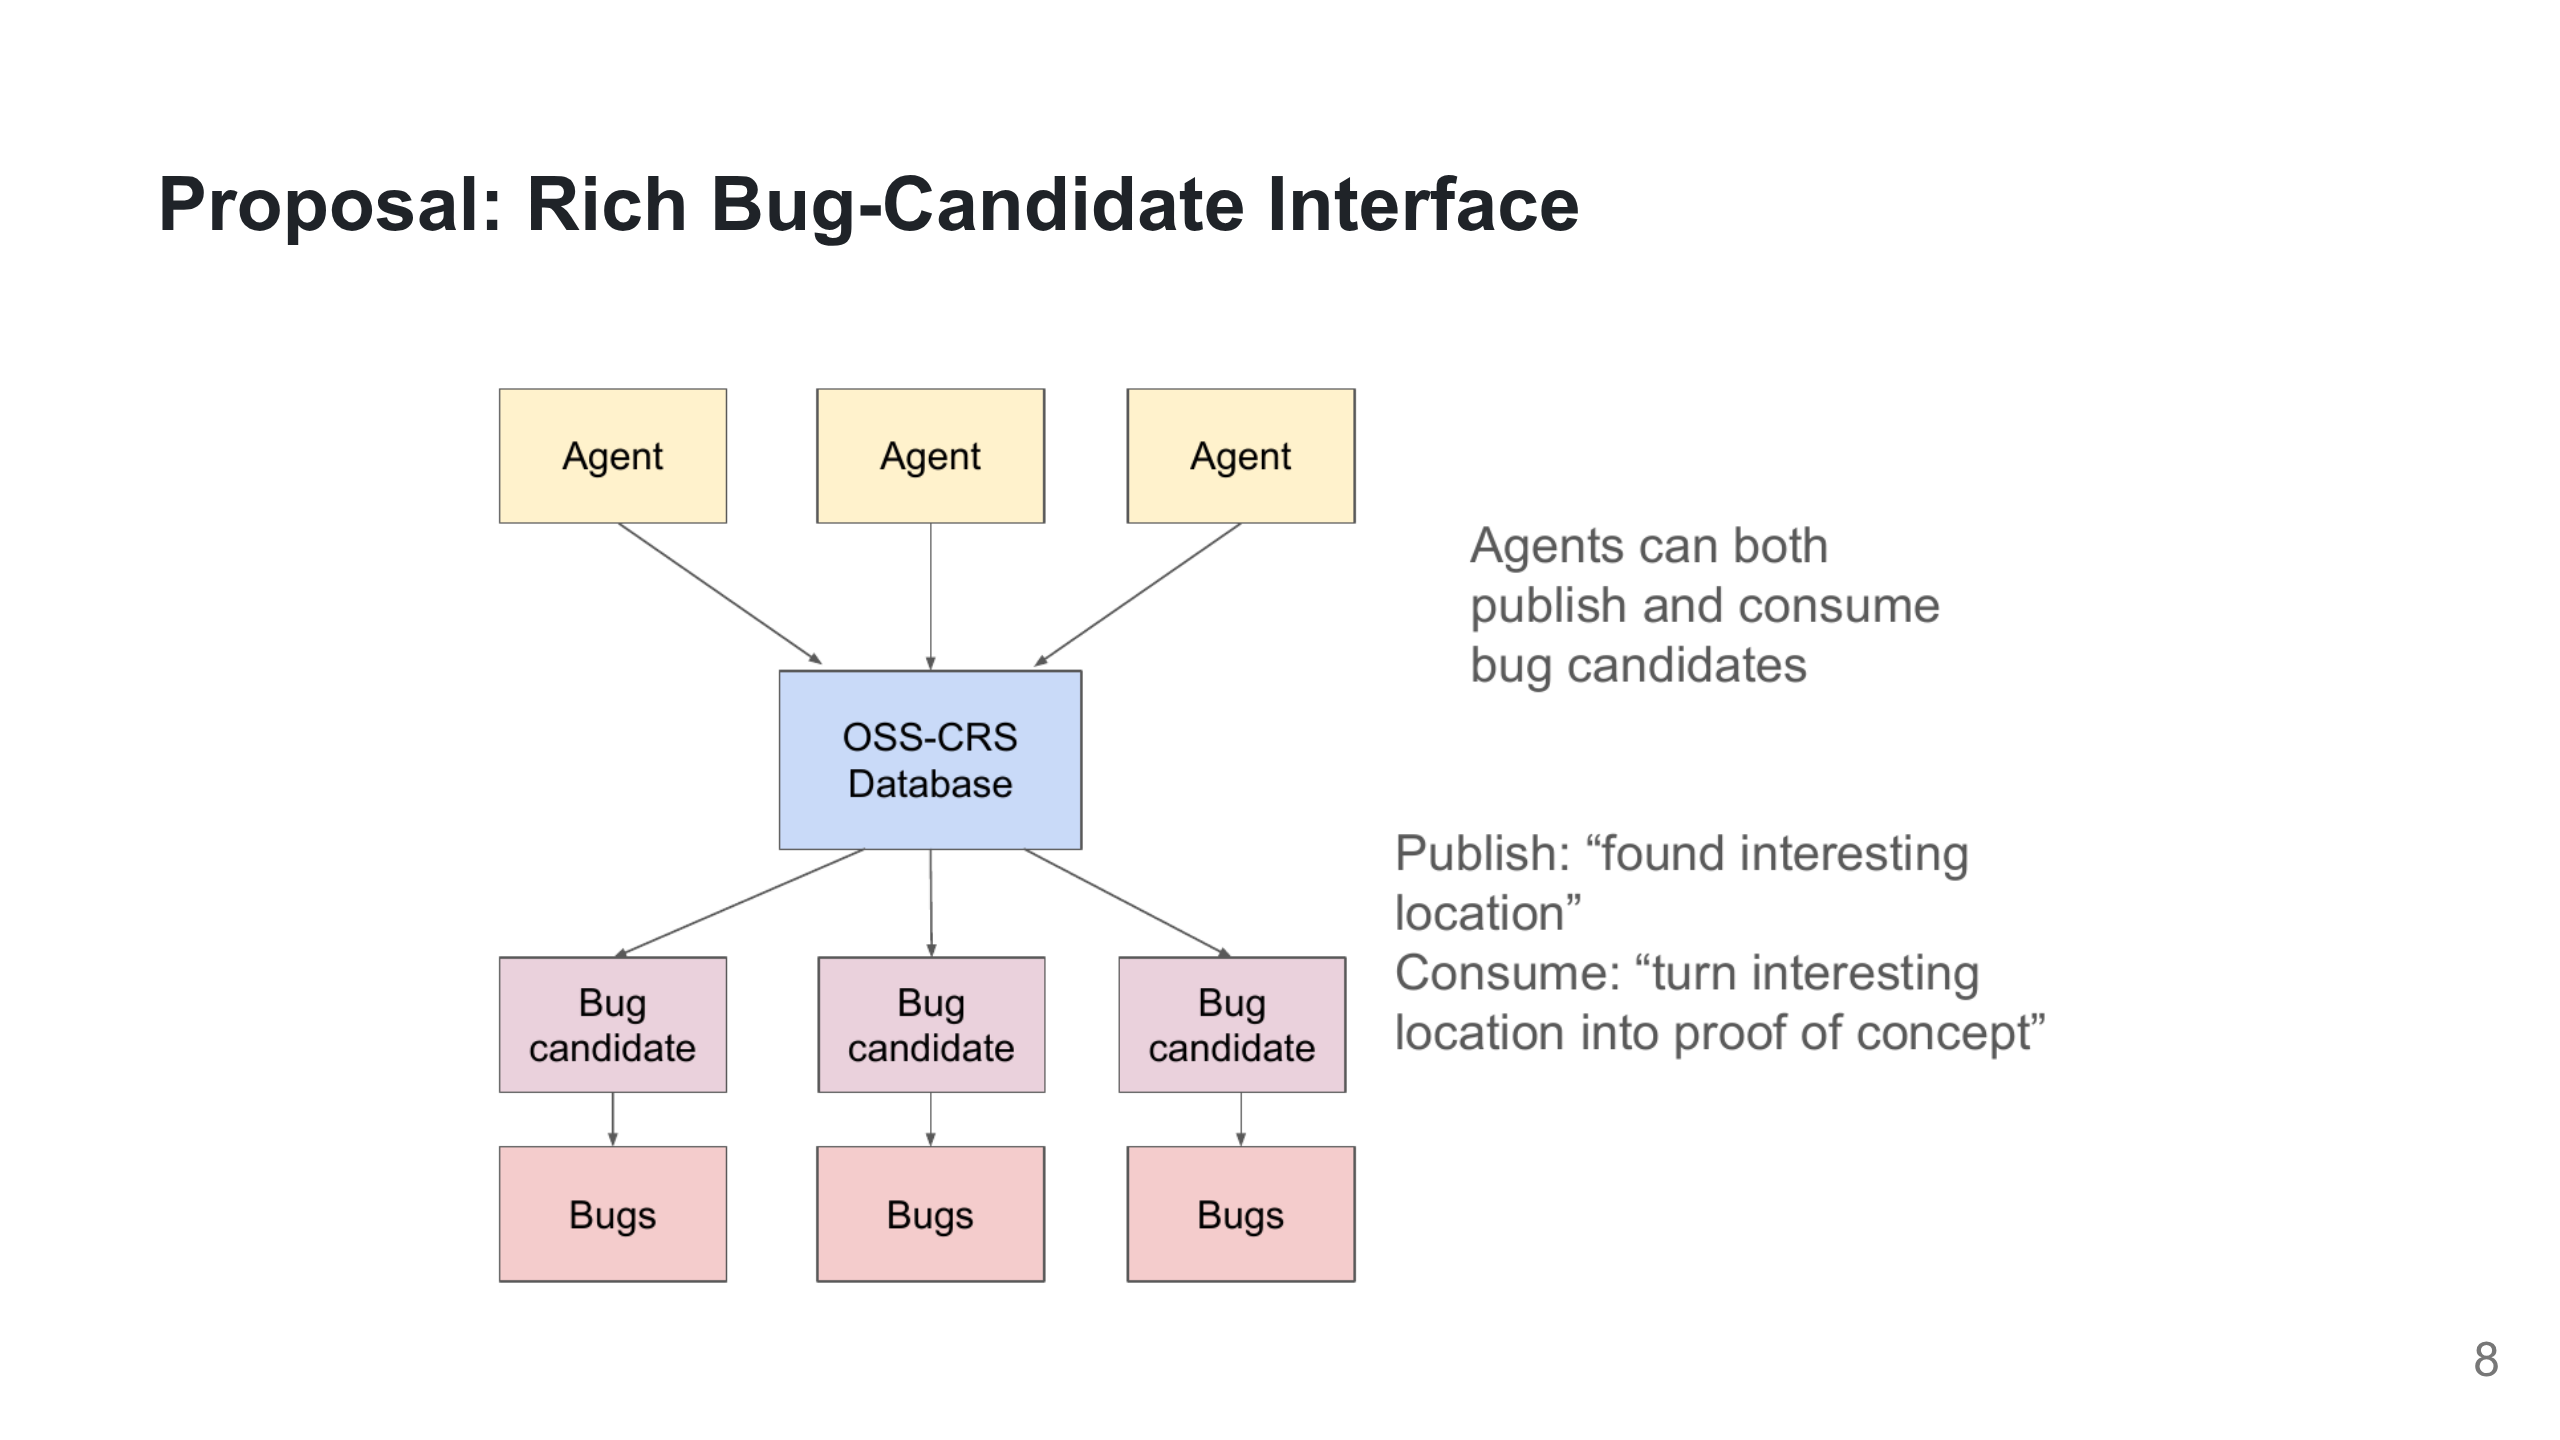 Proposal: Rich Bug-Candidate Interface
Agent
Agent
Agent
Agents can both
publish and consume
bug candidates
OSS-CRS
Database
Publish: “found interesting
location”
Consume: “turn interesting
location into proof of concept”
Bug
candidate
Bug
candidate
Bug
candidate
Bugs
Bugs
Bugs
8